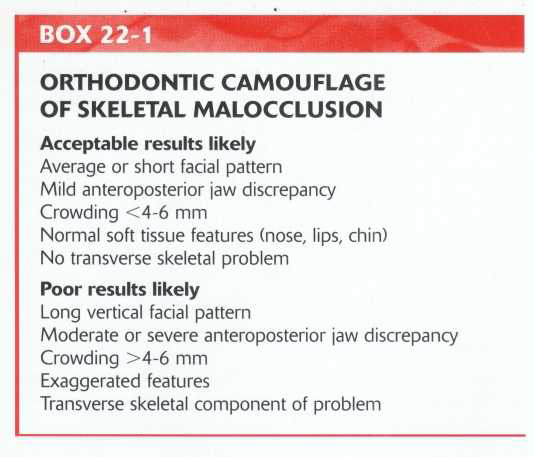 BOX 22-1
ORTHODONTIC CAMOUFLAGE
OF SKELETAL MALOCCLUSION
Acceptable results likely
Average or short facial pattern
Mild anteroposterior jaw discrepancy
Crowding <4-6 mm
Normal soft tissue features (nose, lips, chin)
No transverse skeletal problem
Poor results likely
Long vertical facial pattern
Moderate or severe anteroposterior jaw discrepancy
Crowding >4-6 mm
Exaggerated features
Transverse skeletal component of problem